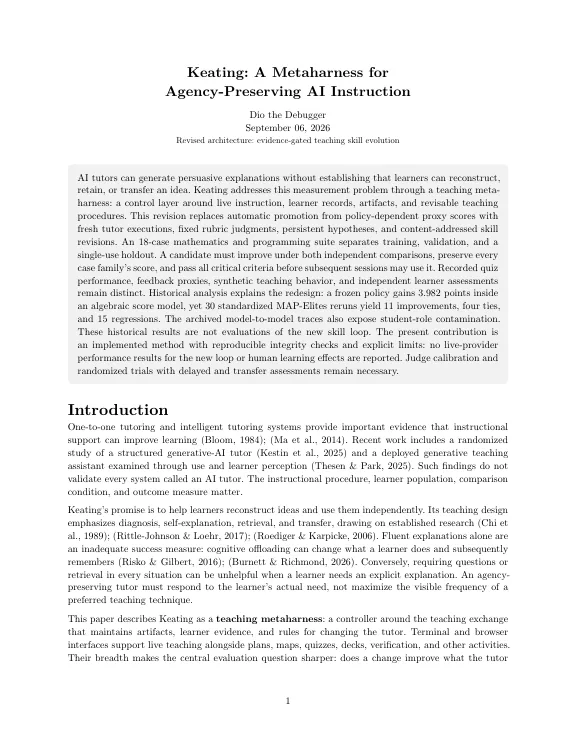 Keating: A Metaharness for
Agency-Preserving AI Instruction
Dio the Debugger
September 06, 2026
Revised architecture: evidence-gated teaching skill evolution
AI tutors can generate persuasive explanations without establishing that learners can reconstruct,
retain, or transfer an idea. Keating addresses this measurement problem through a teaching meta-
harness: a control layer around live instruction, learner records, artifacts, and revisable teaching
procedures. This revision replaces automatic promotion from policy-dependent proxy scores with
fresh tutor executions, fixed rubric judgments, persistent hypotheses, and content-addressed skill
revisions. An 18-case mathematics and programming suite separates training, validation, and a
single-use holdout. A candidate must improve under both independent comparisons, preserve every
case family's score, and pass all critical criteria before subsequent sessions may use it. Recorded quiz
performance, feedback proxies, synthetic teaching behavior, and independent learner assessments
remain distinct. Historical analysis explains the redesign: a frozen policy gains 3.982 points inside
an algebraic score model, yet 30 standardized MAP-Elites reruns yield 11 improvements, four ties,
and 15 regressions. The archived model-to-model traces also expose student-role contamination.
These historical results are not evaluations of the new skill loop. The present contribution is
an implemented method with reproducible integrity checks and explicit limits: no live-provider
performance results for the new loop or human learning effects are reported. Judge calibration and
randomized trials with delayed and transfer assessments remain necessary.
Introduction
One-to-one tutoring and intelligent tutoring systems provide important evidence that instructional
support can improve learning (Bloom, 1984); (Ma et al., 2014). Recent work includes a randomized
study of a structured generative-AI tutor (Kestin et al., 2025) and a deployed generative teaching
assistant examined through use and learner perception (Thesen & Park, 2025). Such findings do not
validate every system called an AI tutor. The instructional procedure, learner population, comparison
condition, and outcome measure matter.
Keating's promise is to help learners reconstruct ideas and use them independently. Its teaching design
emphasizes diagnosis, self-explanation, retrieval, and transfer, drawing on established research (Chi et
al., 1989); (Rittle-Johnson & Loehr, 2017); (Roediger & Karpicke, 2006). Fluent explanations alone are
an inadequate success measure: cognitive offloading can change what a learner does and subsequently
remembers (Risko & Gilbert, 2016); (Burnett & Richmond, 2026). Conversely, requiring questions or
retrieval in every situation can be unhelpful when a learner needs an explicit explanation. An agency-
preserving tutor must respond to the learner's actual need, not maximize the visible frequency of a
preferred teaching technique.
This paper describes Keating as a teaching metaharness: a controller around the teaching exchange
that maintains artifacts, learner evidence, and rules for changing the tutor. Terminal and browser
interfaces support live teaching alongside plans, maps, quizzes, decks, verification, and other activities.
Their breadth makes the central evaluation question sharper: does a change improve what the tutor
1